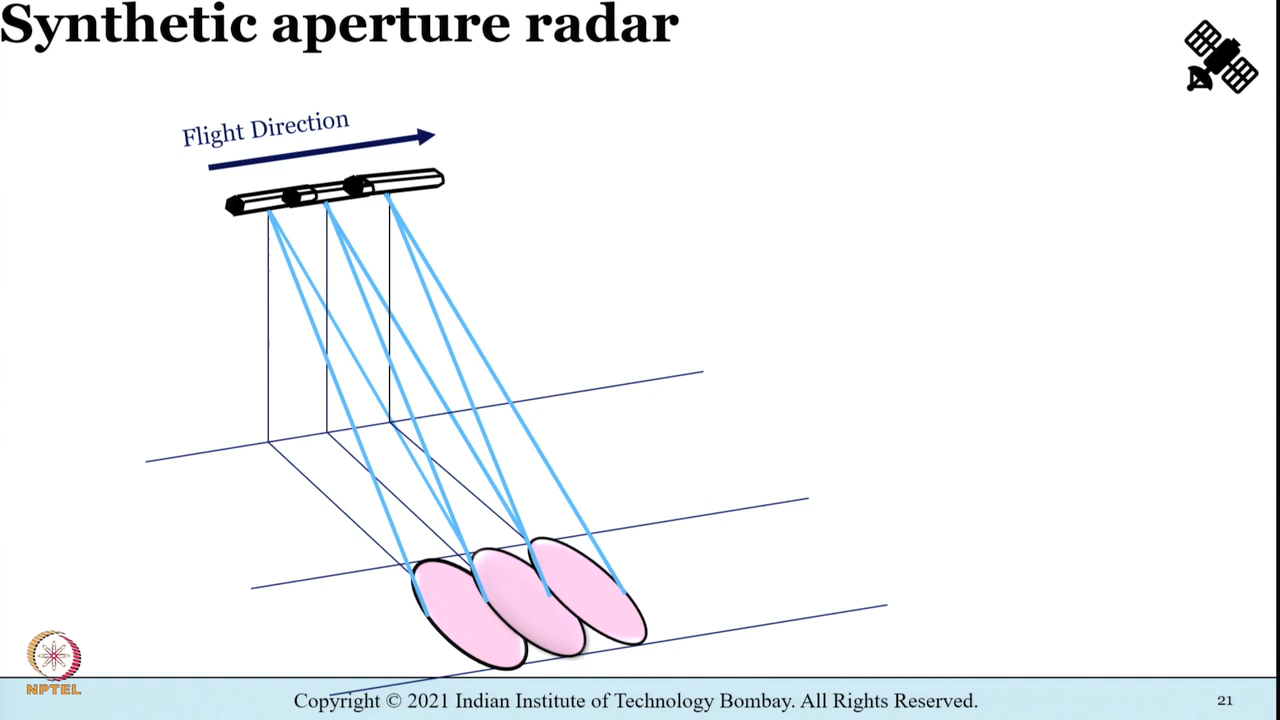 Synthetic aperture radar
Flight Direction
NPTEL
Copyright © 2021 Indian Institute of Technology Bombay. All Rights Reserved.
21